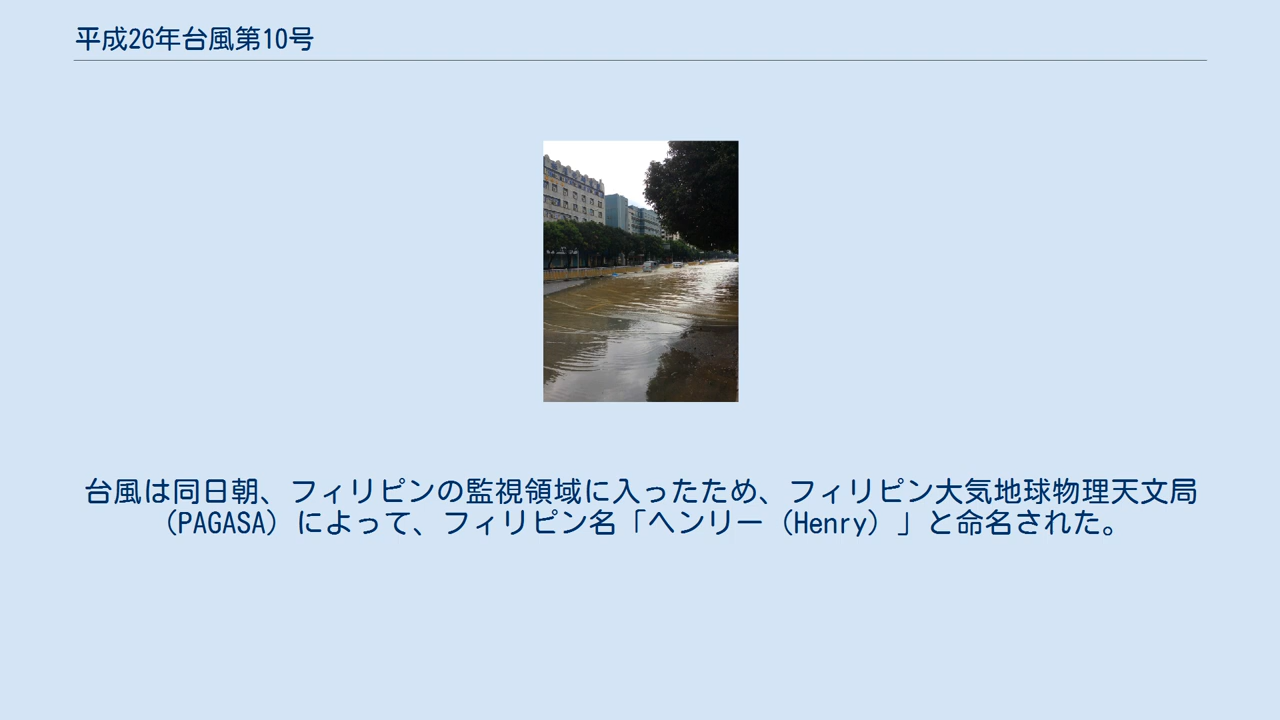 平成26年台風第10号
台風は同日朝、フィリピンの監視領域に入ったため、フィリピン大気地球物理天文局
（PAGASA）によって、フィリピン名「ヘンリー（Henry）」と命名された。